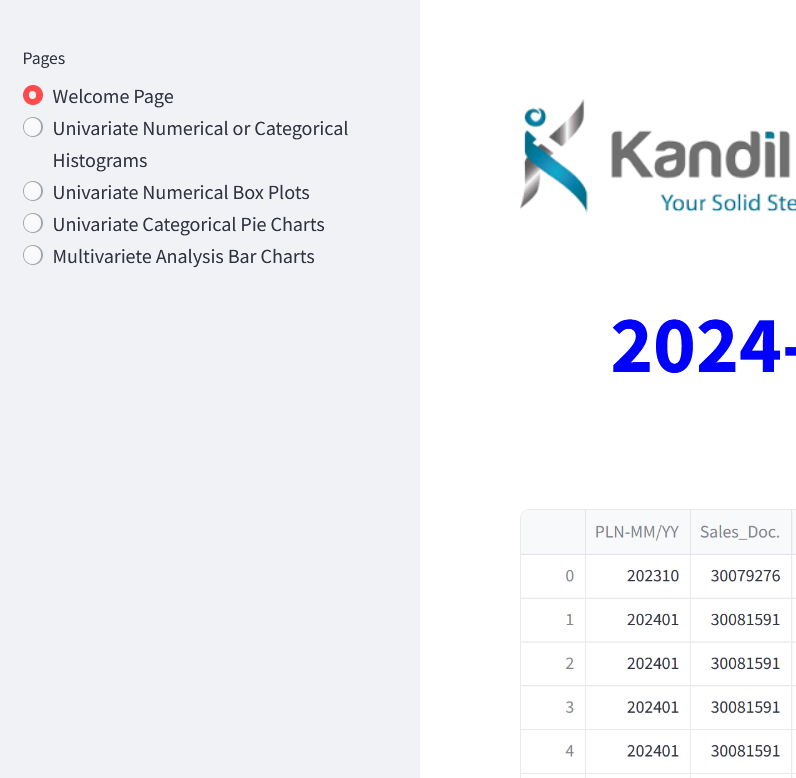 Pages
Welcome Page
Univariate Numerical or Categorical
Histograms
Univariate Numerical Box Plots
Univariate Categorical Pie Charts
Multivariete Analysis Bar Charts
Kandil
Your Solid Ste
2024-
PLN-MM/YY Sales_Doc.
0 202310 30079276
1 202401 30081591
2 202401 30081591
3 202401 30081591
4 202401 30081591